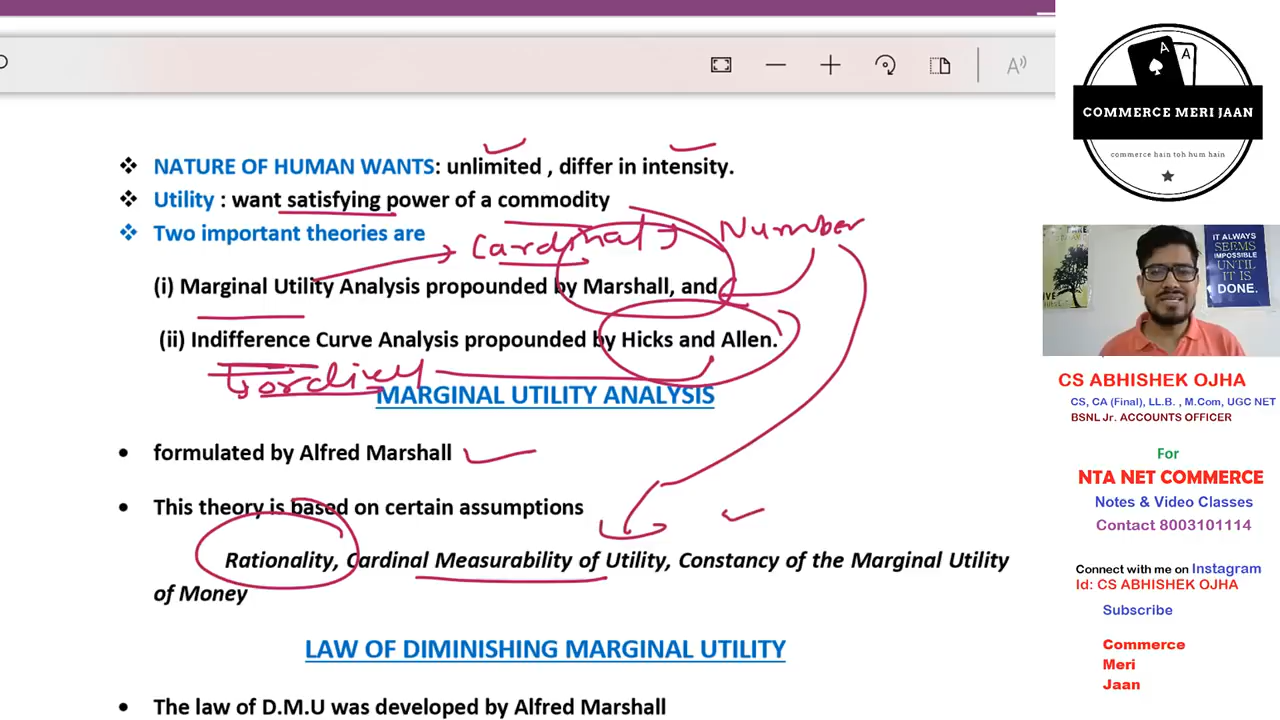 ❖ NATURE OF HUMAN WANTS: unlimited , differ in intensity.
❖ Utility : want satisfying power of a commodity
❖ Two important theories are
Cardinal → Number
(i) Marginal Utility Analysis propounded by Marshall, and
(ii) Indifference Curve Analysis propounded by Hicks and Allen.
MARGINAL UTILITY ANALYSIS
• formulated by Alfred Marshall
• This theory is based on certain assumptions
Rationality, Cardinal Measurability of Utility, Constancy of the Marginal Utility
of Money
LAW OF DIMINISHING MARGINAL UTILITY
• The law of D.M.U was developed by Alfred Marshall
A A
COMMERCE MERI JAAN
commerce hain toh hum hain
IT ALWAYS
SEEMS
IMPOSSIBLE
UNTIL
IT IS
DONE.
CS ABHISHEK OJHA
CS, CA (Final), LL.B. , M.Com, UGC NET
BSNL Jr. ACCOUNTS OFFICER
For
NTA NET COMMERCE
Notes & Video Classes
Contact 8003101114
Connect with me on Instagram
Id: CS ABHISHEK OJHA
Subscribe
Commerce
Meri
Jaan